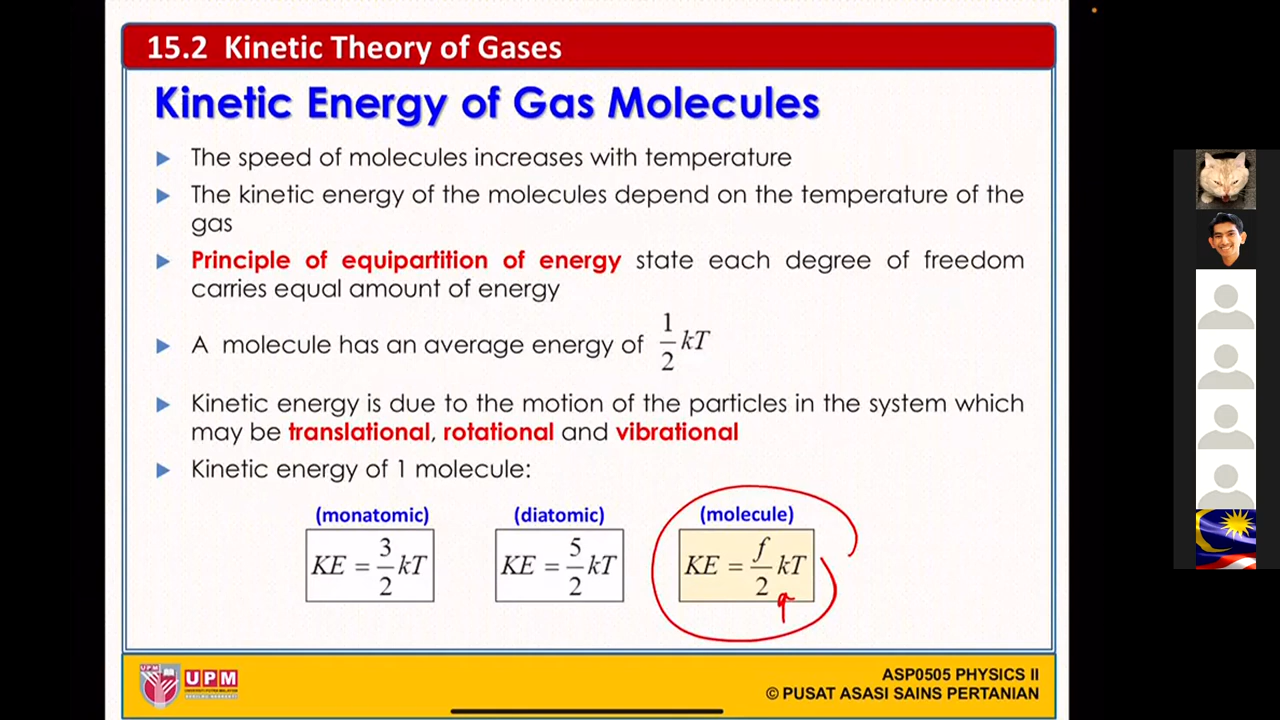 15.2 Kinetic Theory of Gases
Kinetic Energy of Gas Molecules
The speed of molecules increases with temperature
The kinetic energy of the molecules depend on the temperature of the
gas
Principle of equipartition of energy state each degree of freedom
carries equal amount of energy
A molecule has an average energy of 1/2 kT
Kinetic energy is due to the motion of the particles in the system which
may be translational, rotational and vibrational
Kinetic energy of 1 molecule:
(monatomic) (diatomic) (molecule)
KE = 3/2 kT KE = 5/2 kT KE = f/2 kT
UPM UPM
ASP0505 PHYSICS II
© PUSAT ASASI SAINS PERTANIAN